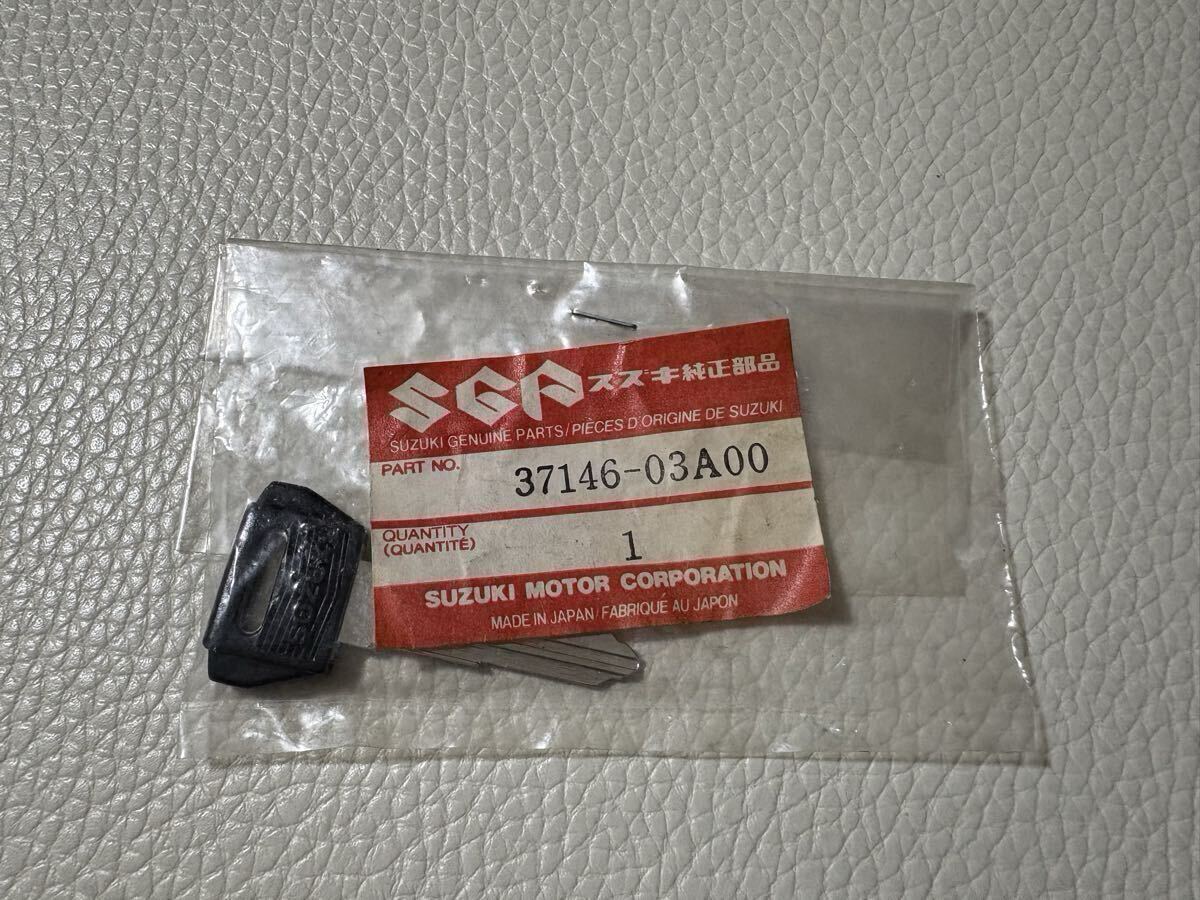 SGP スズキ純正部品
SUZUKI GENUINE PARTS/PIÈCES D'ORIGINE DE SUZUKI
PART NO. 37146-03A00
QUANTITY
(QUANTITÉ) 1
SUZUKI MOTOR CORPORATION
MADE IN JAPAN/FABRIQUÉ AU JAPON
SUZUKI